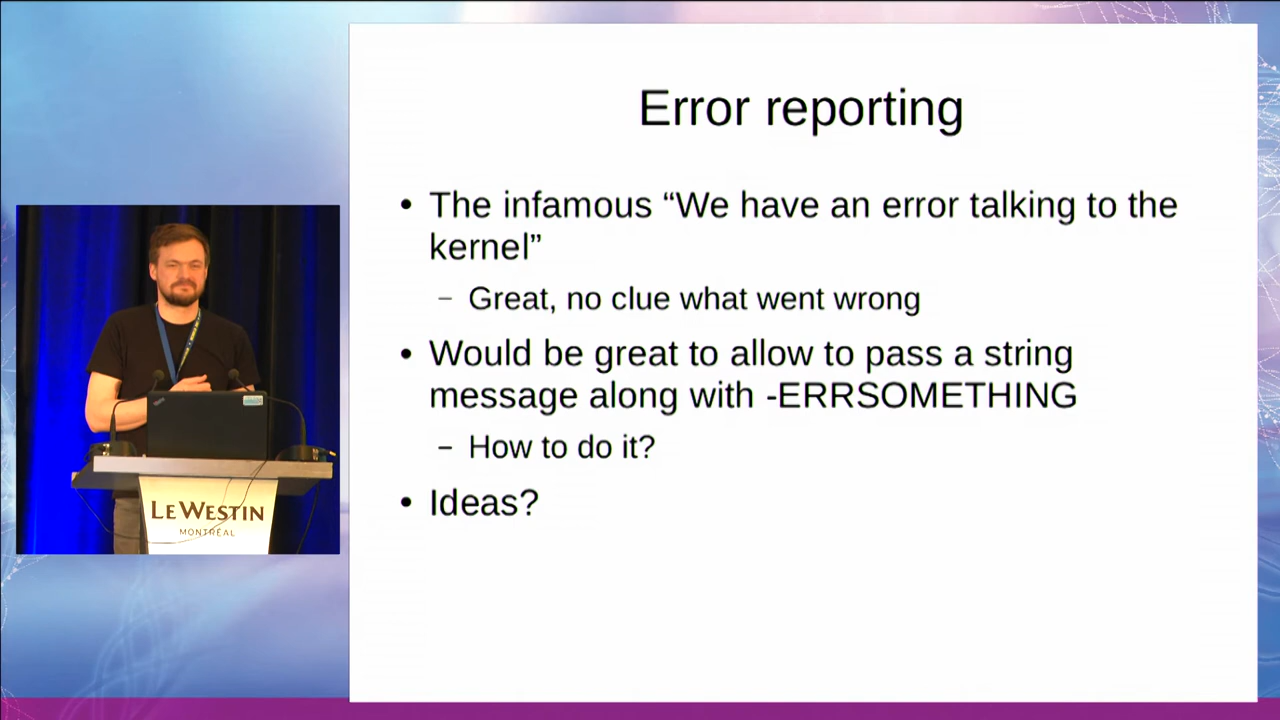 Error reporting
• The infamous “We have an error talking to the
kernel”
– Great, no clue what went wrong
• Would be great to allow to pass a string
message along with -ERRSOMETHING
– How to do it?
• Ideas?
LE WESTIN
MONTRÉAL